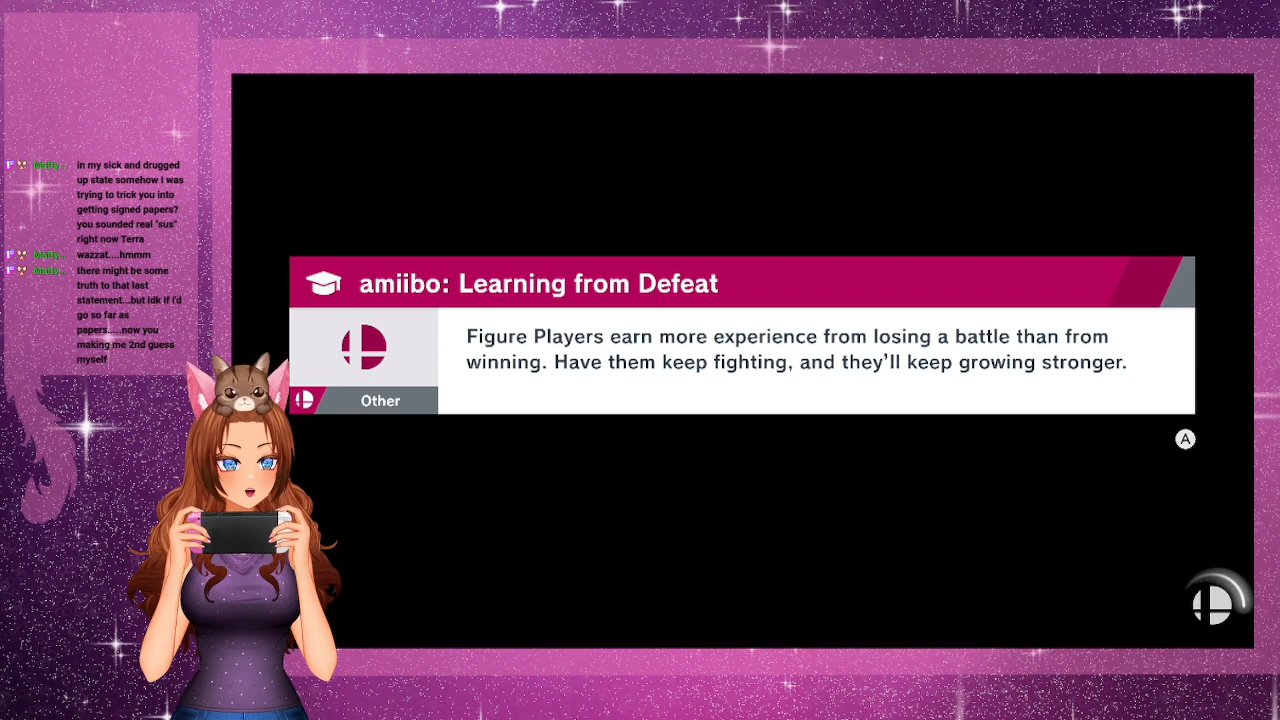 in my sick and drugged
up state somehow I was
trying to trick you into
getting signed papers?
you sounded real "sus"
right now Terra
wazzat....hmmm
there might be some
truth to that last
statement...but idk if i'd
go so far as
papers.....now you
making me 2nd guess
myself
amiibo: Learning from Defeat
Figure Players earn more experience from losing a battle than from
winning. Have them keep fighting, and they'll keep growing stronger.
Other
A